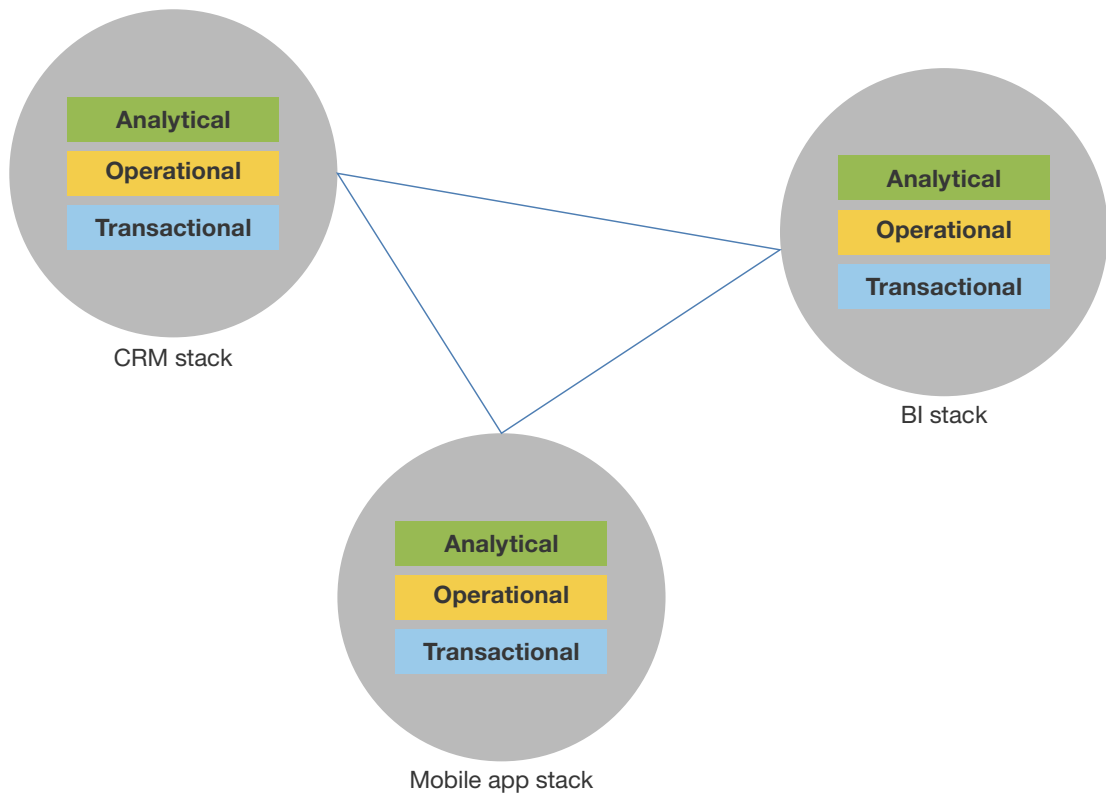 Analytical
Operational
Transactional
CRM stack
Analytical
Operational
Transactional
BI stack
Analytical
Operational
Transactional
Mobile app stack